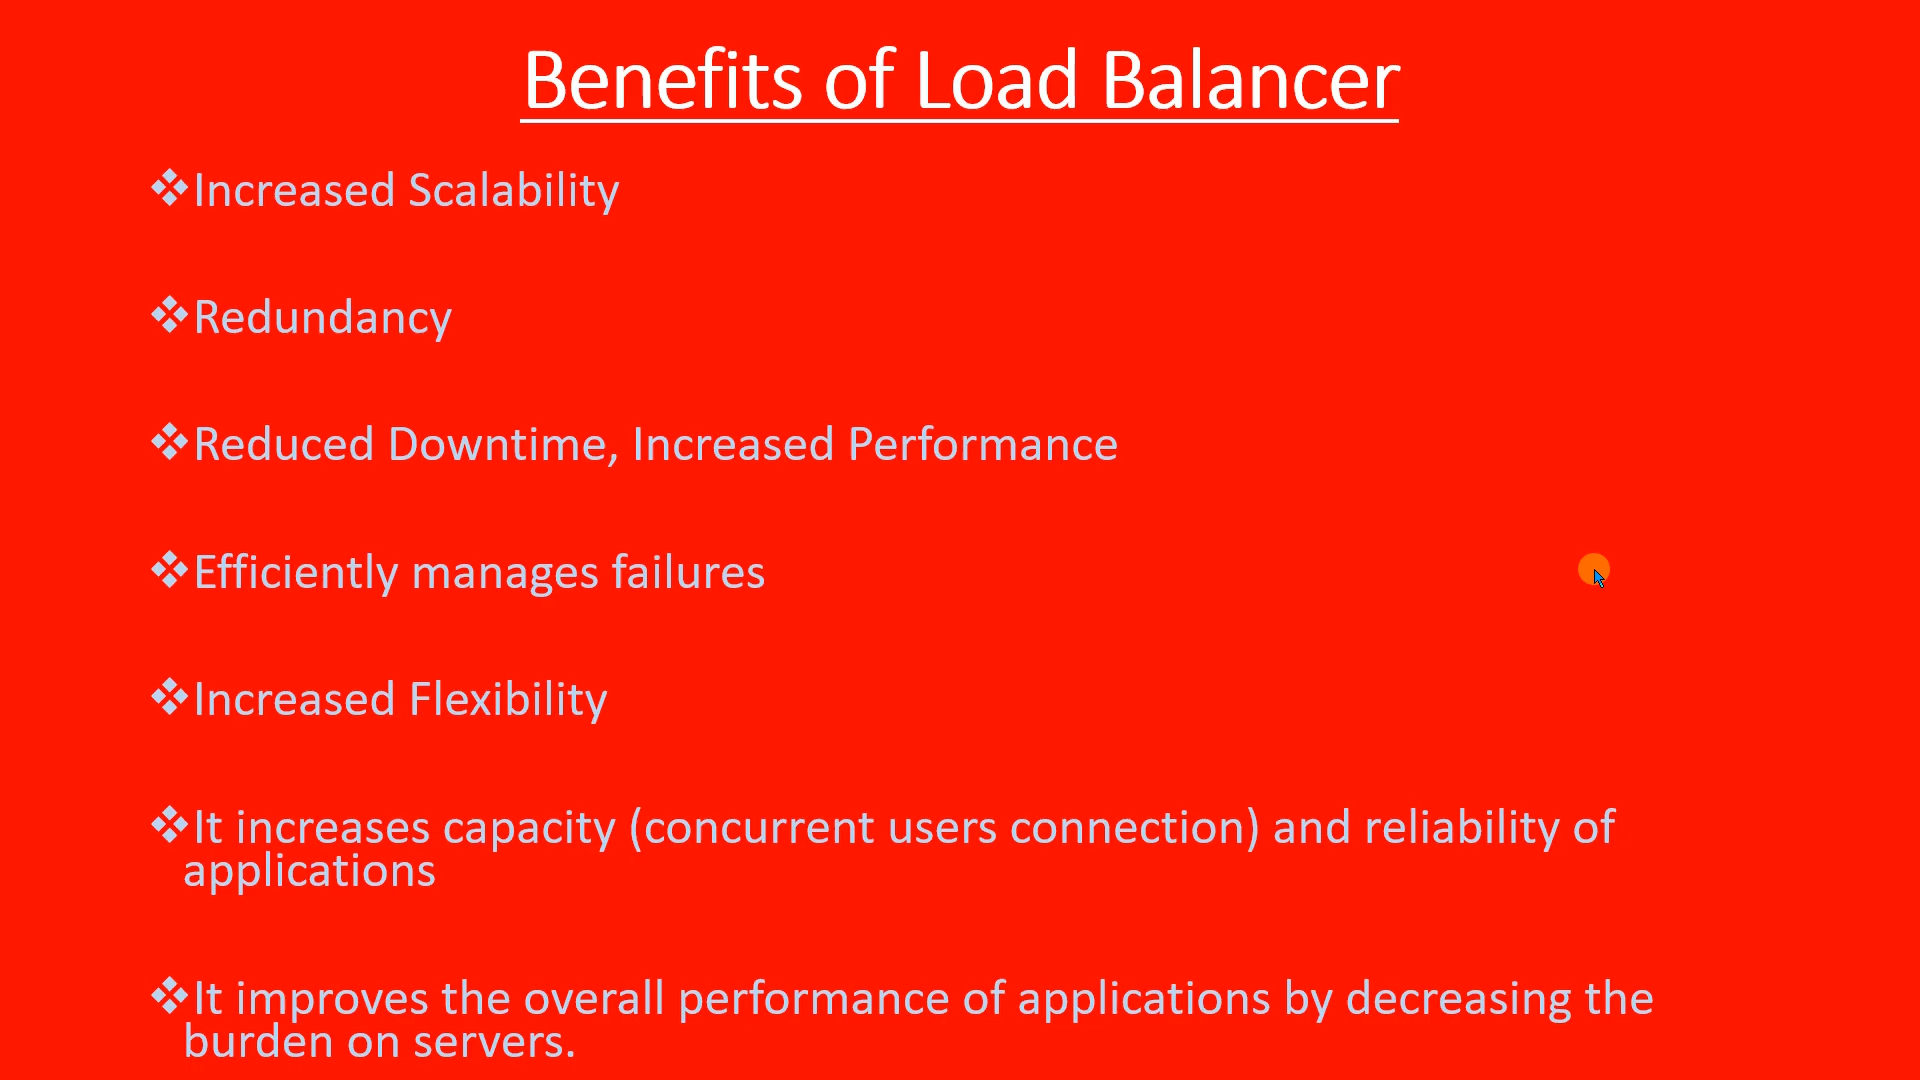 Benefits of Load Balancer
❖Increased Scalability
❖Redundancy
❖Reduced Downtime, Increased Performance
❖Efficiently manages failures
❖Increased Flexibility
❖It increases capacity (concurrent users connection) and reliability of
applications
❖It improves the overall performance of applications by decreasing the
burden on servers.